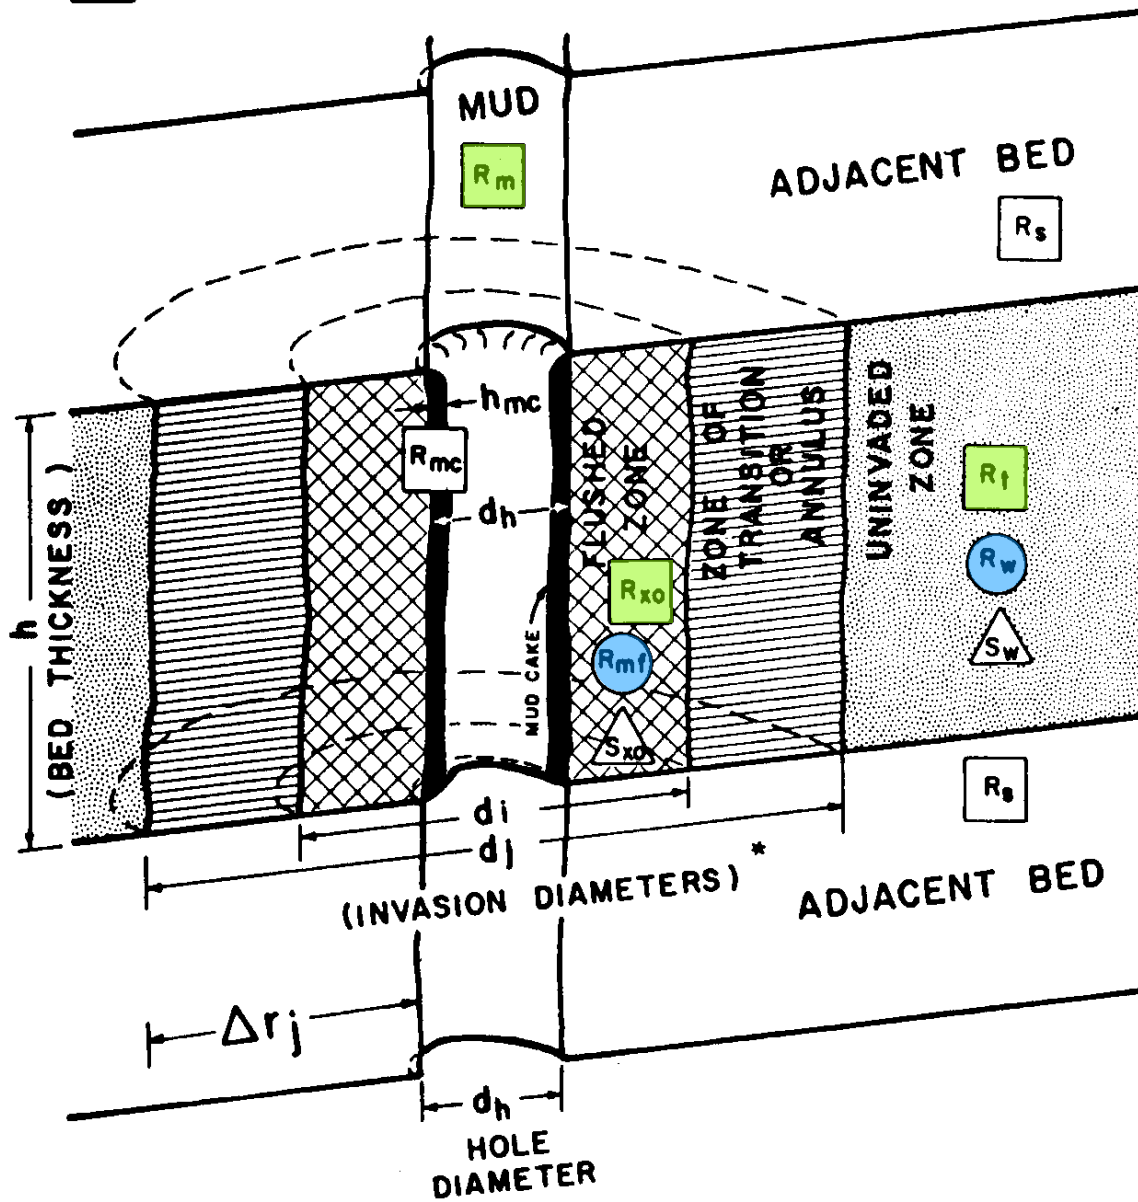 MUD
Rm
ADJACENT BED
Rs
hmc
Rmc
dh
FLUSHED
ZONE
ZONE OF
TRANSITION
OR
ANNULUS
UNINVADED
ZONE
Rt
Rxo
Rw
Rmf
Sw
Sxo
MUD CAKE
h
(BED THICKNESS)
Rs
di
dj
(INVASION DIAMETERS)*
ADJACENT BED
Δrj
dh
HOLE
DIAMETER